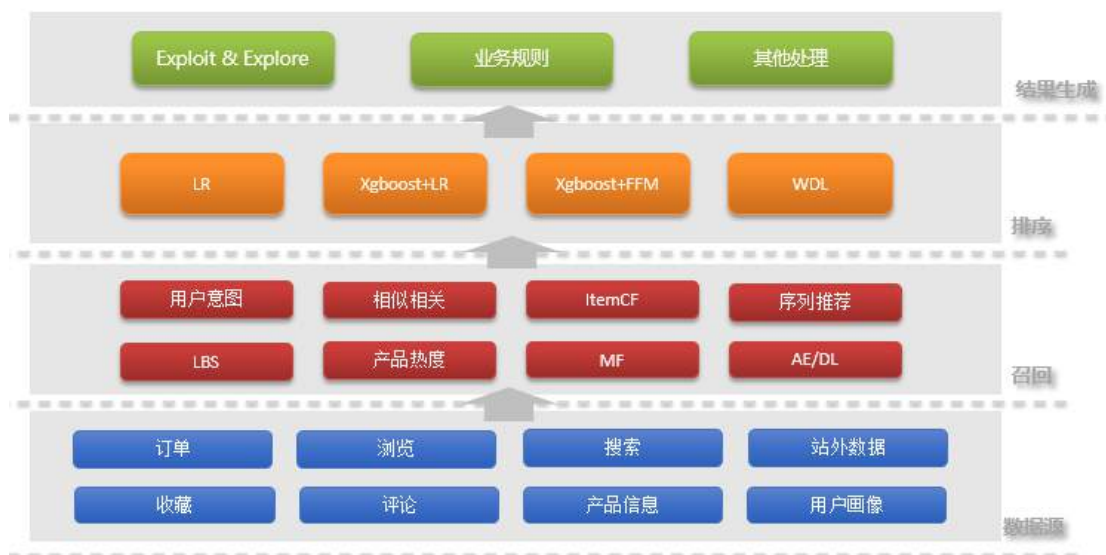 Exploit & Explore
业务规则
其他处理
结果生成
LR
Xgboost+LR
Xgboost+FFM
WDL
排序
用户意图
相似相关
ItemCF
序列推荐
LBS
产品热度
MF
AE/DL
召回
订单
浏览
搜索
站外数据
收藏
评论
产品信息
用户画像
数据源